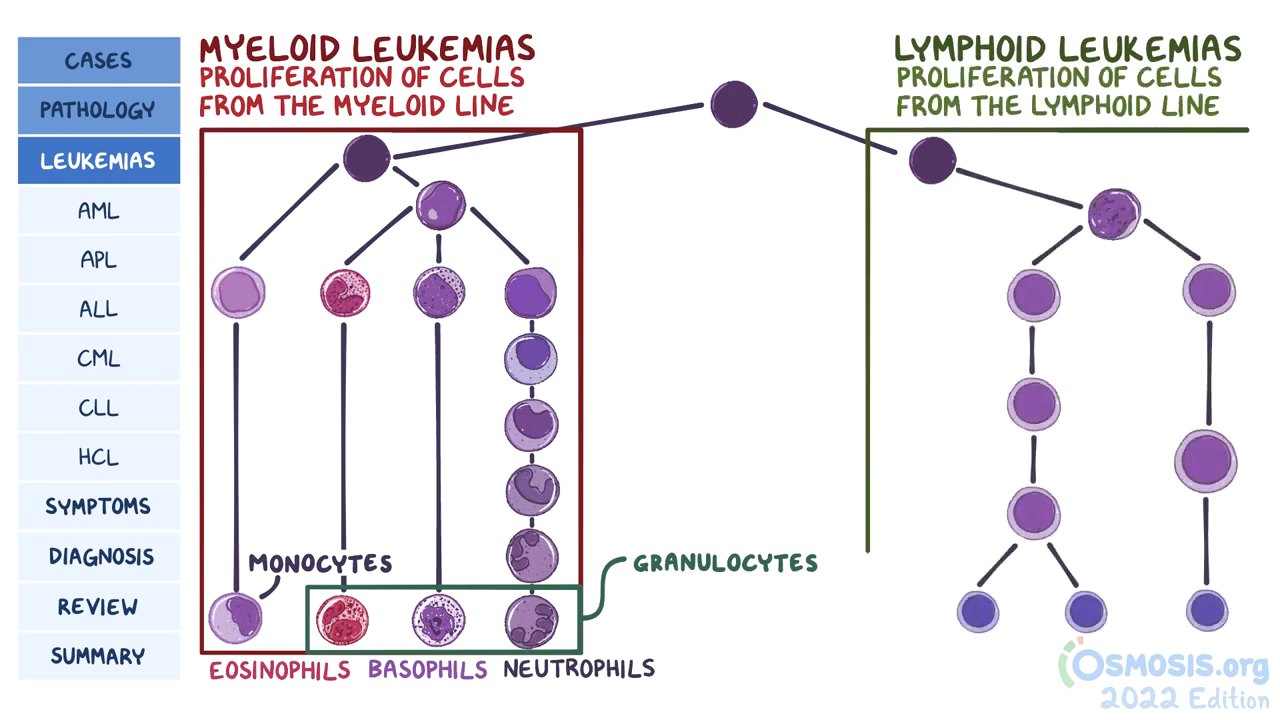 CASES
PATHOLOGY
LEUKEMIAS
AML
APL
ALL
CML
CLL
HCL
SYMPTOMS
DIAGNOSIS
REVIEW
SUMMARY
MYELOID LEUKEMIAS
PROLIFERATION OF CELLS
FROM THE MYELOID LINE
LYMPHOID LEUKEMIAS
PROLIFERATION OF CELLS
FROM THE LYMPHOID LINE
MONOCYTES
GRANULOCYTES
EOSINOPHILS
BASOPHILS
NEUTROPHILS
OSMOSIS.org
2022 Edition